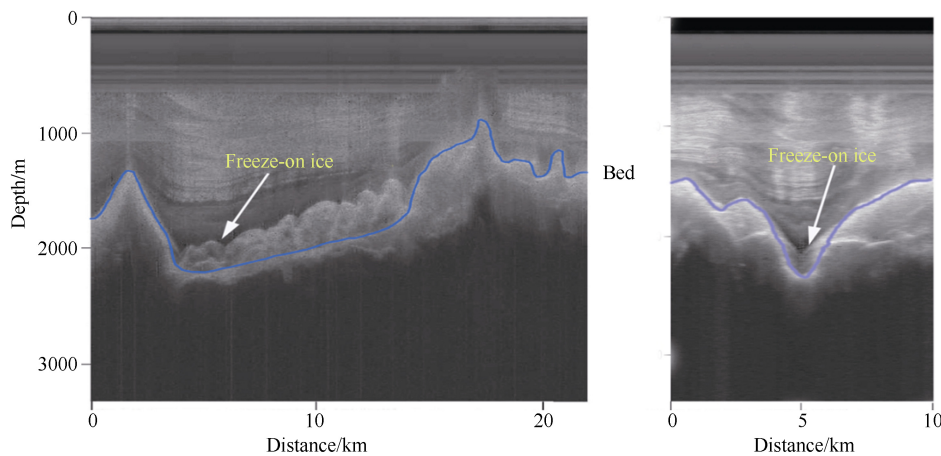 0
1000
2000
3000
Depth/m
Freeze-on ice
0
10
20
Distance/km
Bed
Freeze-on ice
0
5
10
Distance/km